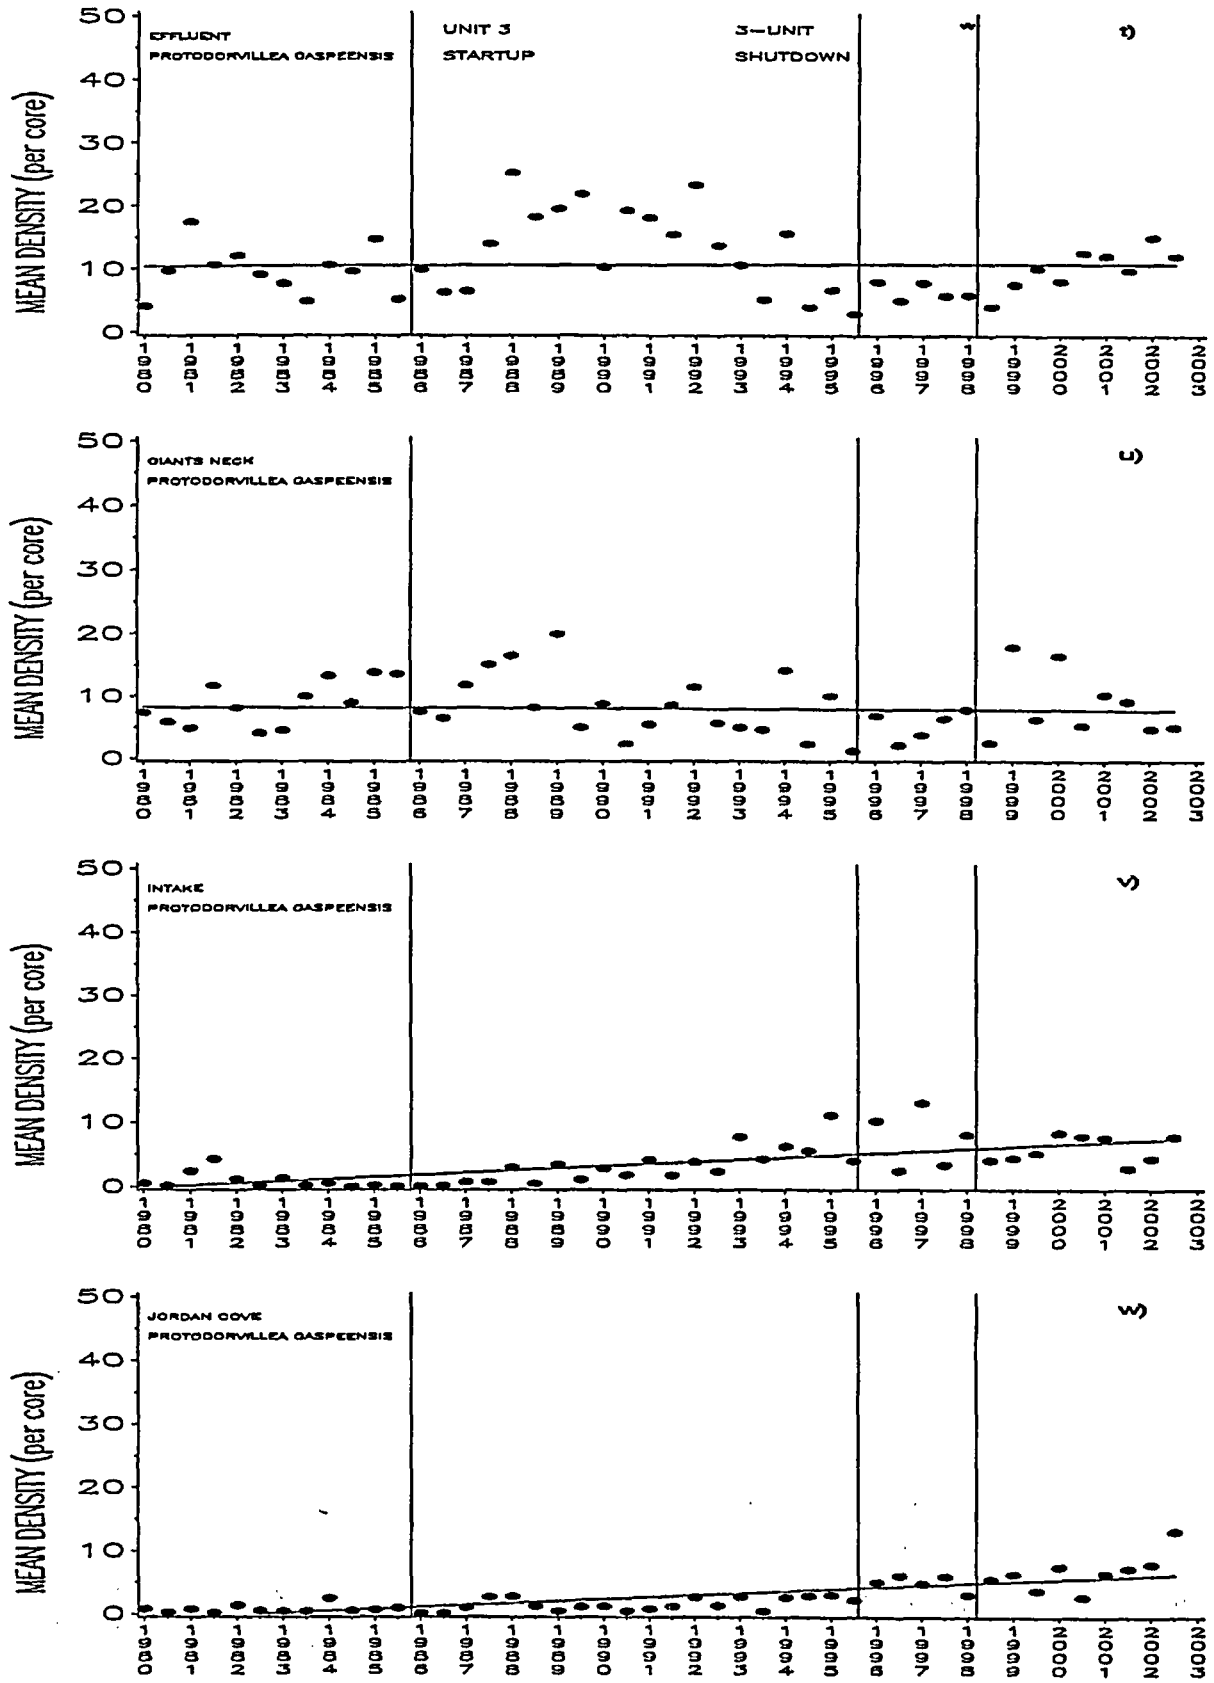 EFFLUENT
PROTODORVILLEA GASPEENSIS
UNIT 3
STARTUP
3-UNIT
SHUTDOWN
MEAN DENSITY (per core)
50
40
30
20
10
0
1980 1981 1982 1983 1984 1985 1986 1987 1988 1989 1990 1991 1992 1993 1994 1995 1996 1997 1998 1999 2000 2001 2002 2003
GIANTS NECK
PROTODORVILLEA GASPEENSIS
MEAN DENSITY (per core)
50
40
30
20
10
0
1980 1981 1982 1983 1984 1985 1986 1987 1988 1989 1990 1991 1992 1993 1994 1995 1996 1997 1998 1999 2000 2001 2002 2003
INTAKE
PROTODORVILLEA GASPEENSIS
MEAN DENSITY (per core)
50
40
30
20
10
0
1980 1981 1982 1983 1984 1985 1986 1987 1988 1989 1990 1991 1992 1993 1994 1995 1996 1997 1998 1999 2000 2001 2002 2003
JORDAN COVE
PROTODORVILLEA GASPEENSIS
MEAN DENSITY (per core)
50
40
30
20
10
0
1980 1981 1982 1983 1984 1985 1986 1987 1988 1989 1990 1991 1992 1993 1994 1995 1996 1997 1998 1999 2000 2001 2002 2003